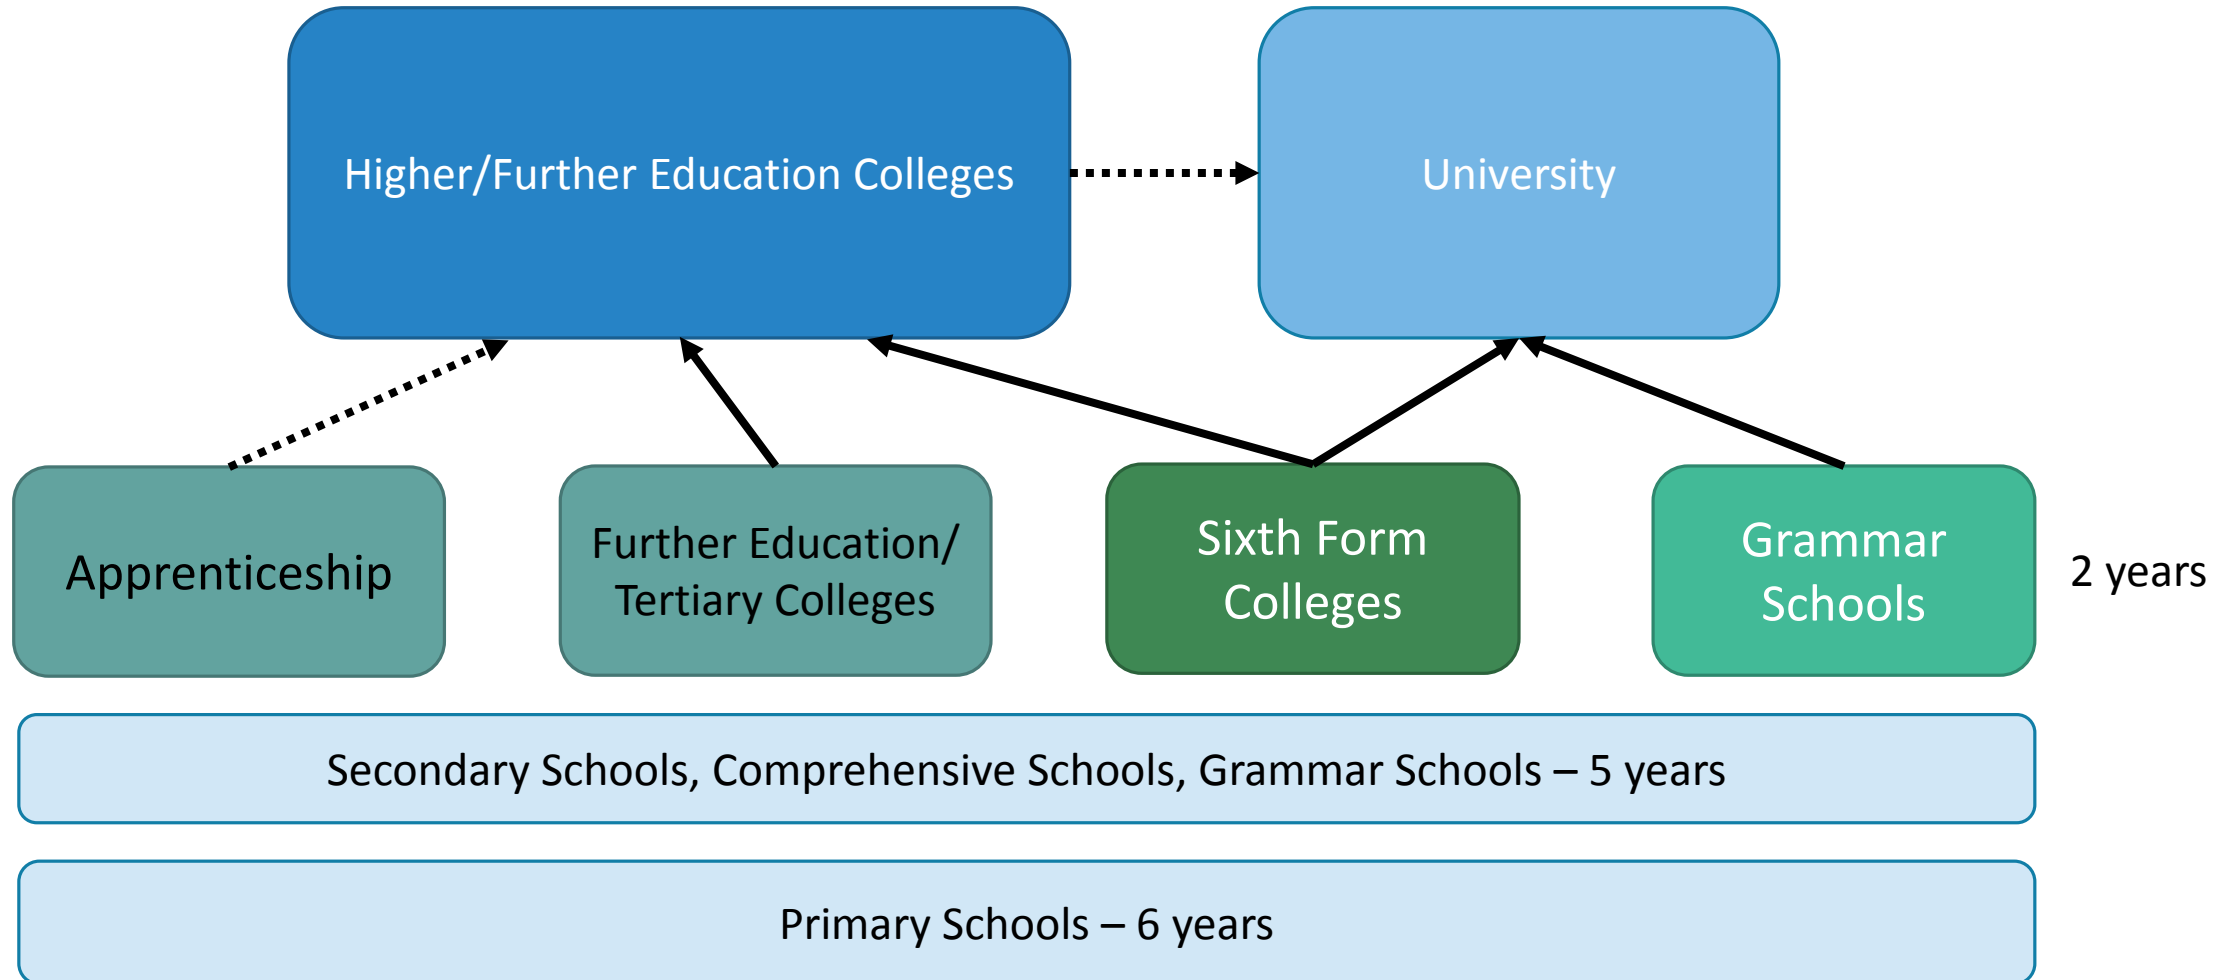 Higher/Further Education Colleges
University
Apprenticeship
Further Education/
Tertiary Colleges
Sixth Form
Colleges
Grammar
Schools
2 years
Secondary Schools, Comprehensive Schools, Grammar Schools – 5 years
Primary Schools – 6 years